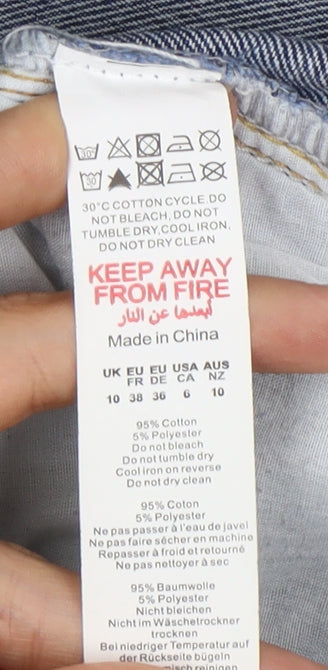 30°
30
30°C COTTON CYCLE,DO
NOT BLEACH, DO NOT
TUMBLE DRY,COOL IRON,
DO NOT DRY CLEAN
KEEP AWAY
FROM FIRE
أبعدها عن النار
Made in China
UK EU EU USA AUS
FR DE CA NZ
10 38 36 6 10
95% Cotton
5% Polyester
Do not bleach
Do not tumble dry
Cool iron on reverse
Do not dry clean
95% Coton
5% Polyester
Ne pas passer à l'eau de javel
Ne pas faire sécher en machine
Repasser à froid et retourné
Ne pas nettoyer à sec
95% Baumwolle
5% Polyester
Nicht bleichen
Nicht im Wäschetrockner
trocknen
Bei niedriger Temperatur auf
der Rückseite bügeln
reinigen